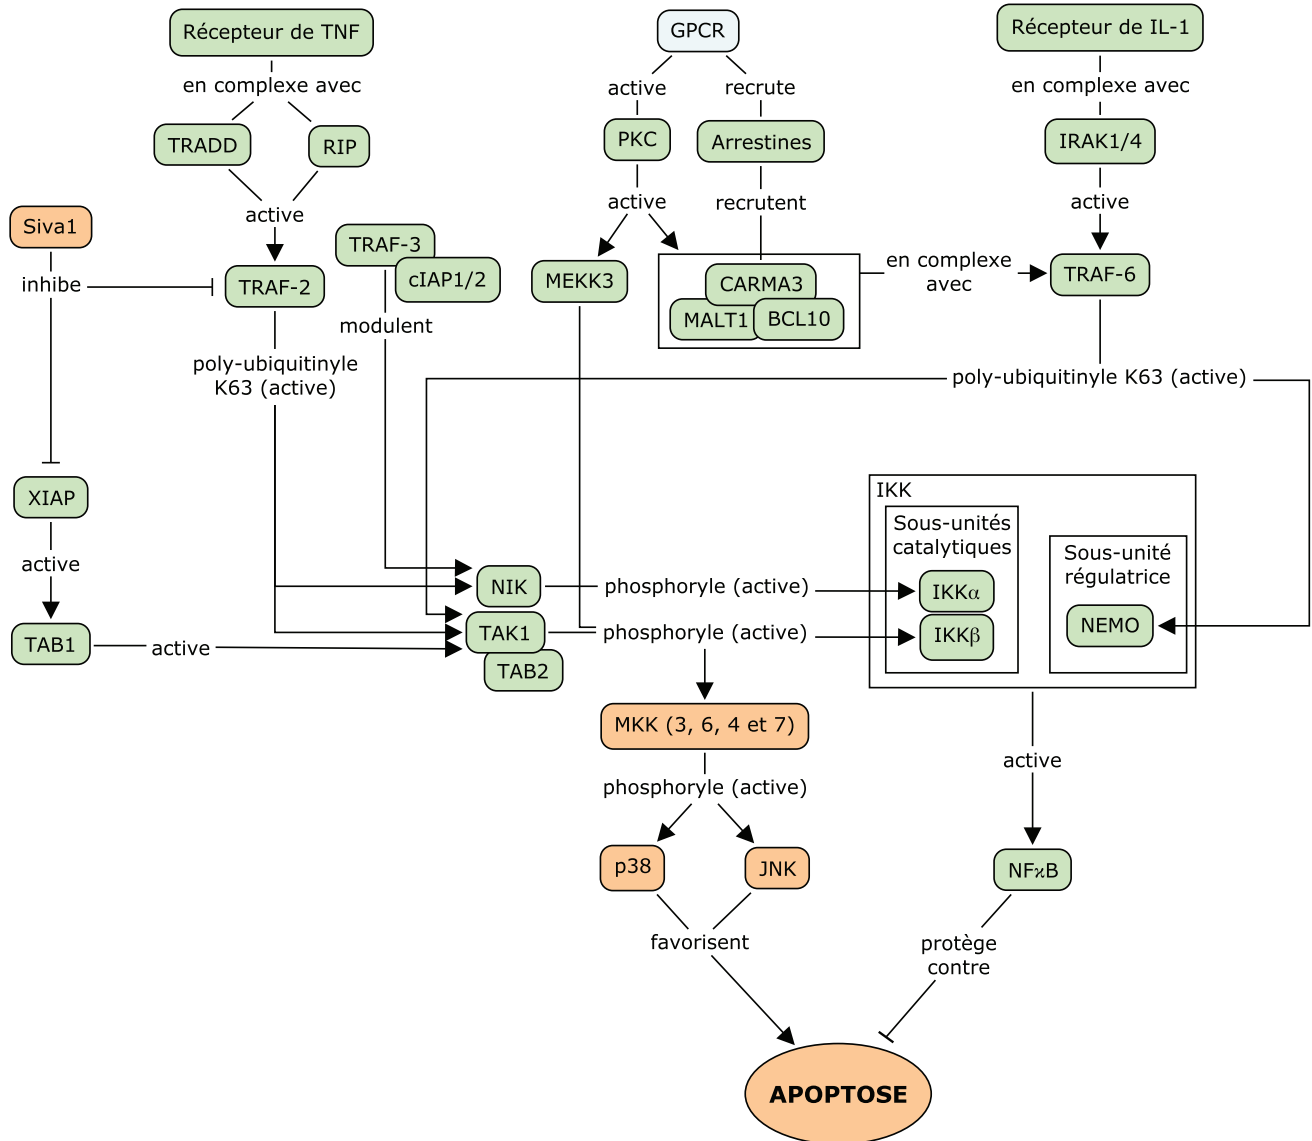 Récepteur de TNF
GPCR
Récepteur de IL-1
en complexe avec
active
recrute
en complexe avec
TRADD
RIP
PKC
Arrestines
IRAK1/4
active
active
recrutent
active
Siva1
inhibe
TRAF-2
TRAF-3
cIAP1/2
modulent
MEKK3
CARMA3
MALT1
BCL10
en complexe
avec
TRAF-6
poly-ubiquitinyle
K63 (active)
poly-ubiquitinyle K63 (active)
XIAP
active
TAB1
active
NIK
phosphoryle (active)
TAK1
phosphoryle (active)
TAB2
IKK
Sous-unités
catalytiques
IKKα
IKKβ
Sous-unité
régulatrice
NEMO
MKK (3, 6, 4 et 7)
phosphoryle (active)
active
p38
JNK
NFϰB
favorisent
protège
contre
APOPTOSE